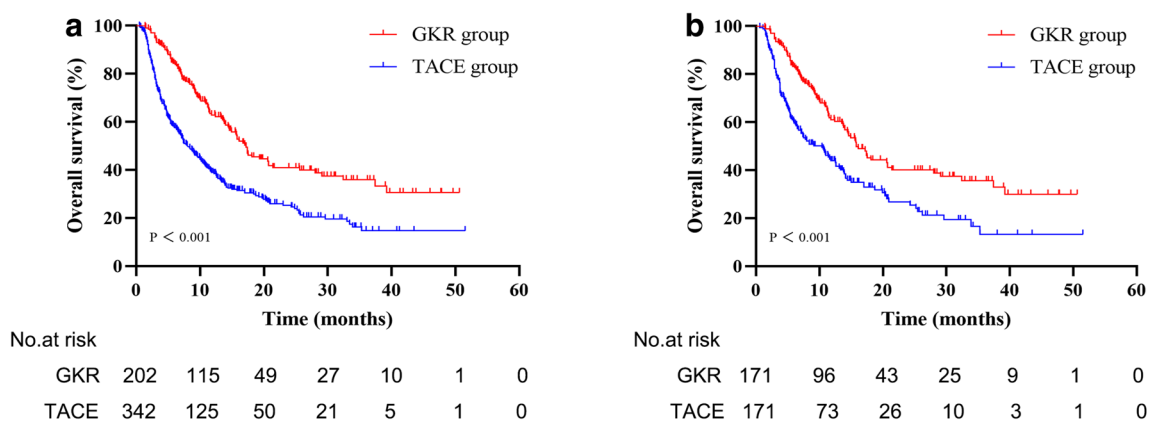 a
100
80
60
40
20
0
Overall survival (%)
GKR group
TACE group
P < 0.001
0 10 20 30 40 50 60
Time (months)
No.at risk
GKR 202 115 49 27 10 1 0
TACE 342 125 50 21 5 1 0
b
100
80
60
40
20
0
Overall survival (%)
GKR group
TACE group
P < 0.001
0 10 20 30 40 50 60
Time (months)
No.at risk
GKR 171 96 43 25 9 1 0
TACE 171 73 26 10 3 1 0